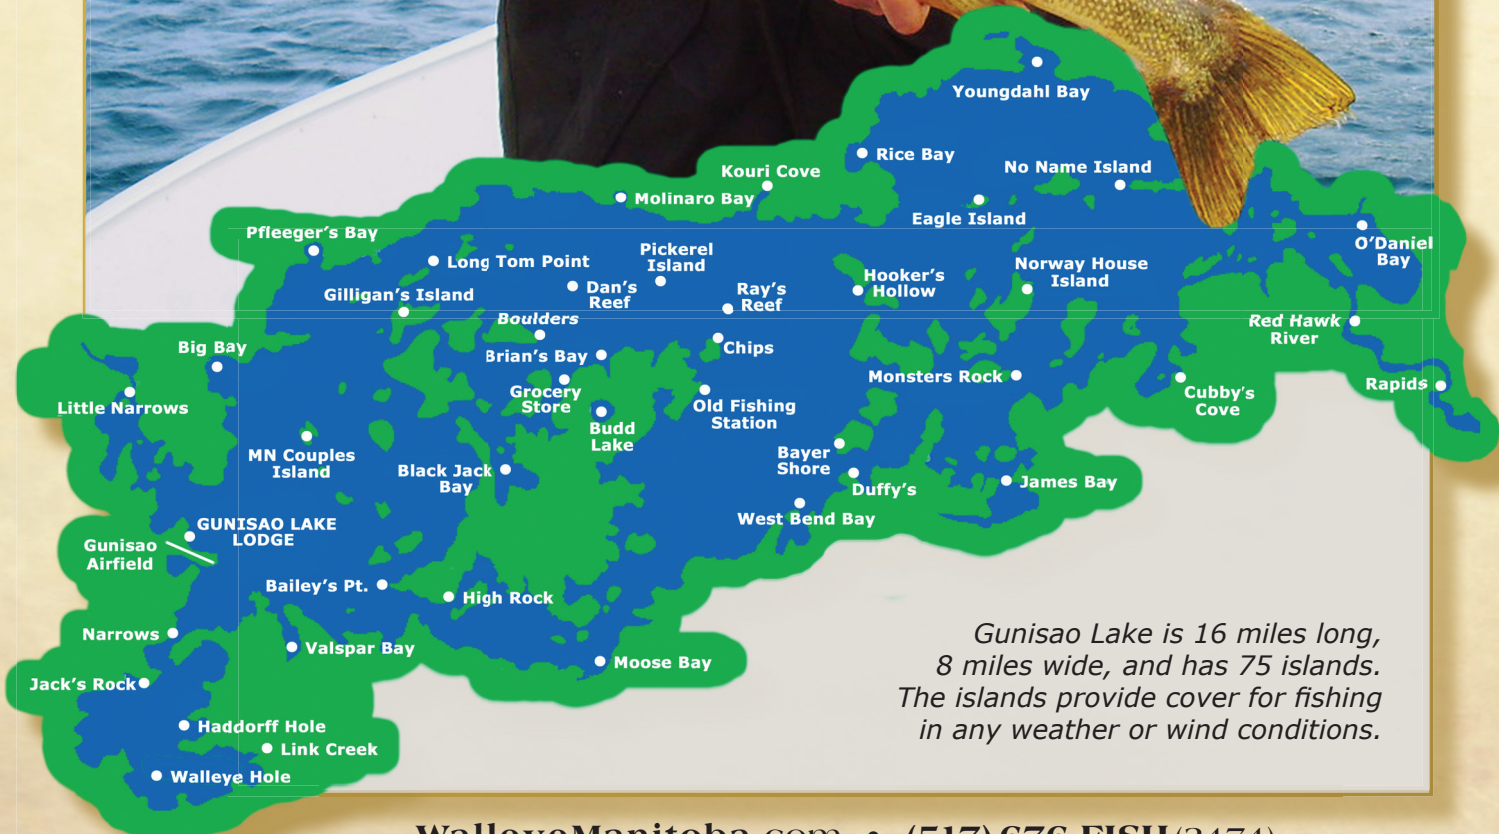 Youngdahl Bay
Rice Bay
No Name Island
Kouri Cove
Molinaro Bay
Eagle Island
Pfleeger's Bay
O'Daniel
Bay
Pickerel
Island
Long Tom Point
Norway House
Island
Hooker's
Hollow
Dan's
Reef
Ray's
Reef
Gilligan's Island
Boulders
Red Hawk
River
Big Bay
Brian's Bay
Chips
Monsters Rock
Rapids
Grocery
Store
Cubby's
Cove
Little Narrows
Old Fishing
Station
Budd
Lake
MN Couples
Island
Bayer
Shore
Black Jack
Bay
James Bay
Duffy's
West Bend Bay
GUNISAO LAKE
LODGE
Gunisao
Airfield
Bailey's Pt.
High Rock
Narrows
Valspar Bay
Moose Bay
Jack's Rock
Haddorff Hole
Link Creek
Walleye Hole
Gunisao Lake is 16 miles long,
8 miles wide, and has 75 islands.
The islands provide cover for fishing
in any weather or wind conditions.
WalleyeManitoba.com • (517) 676-FISH (3474)